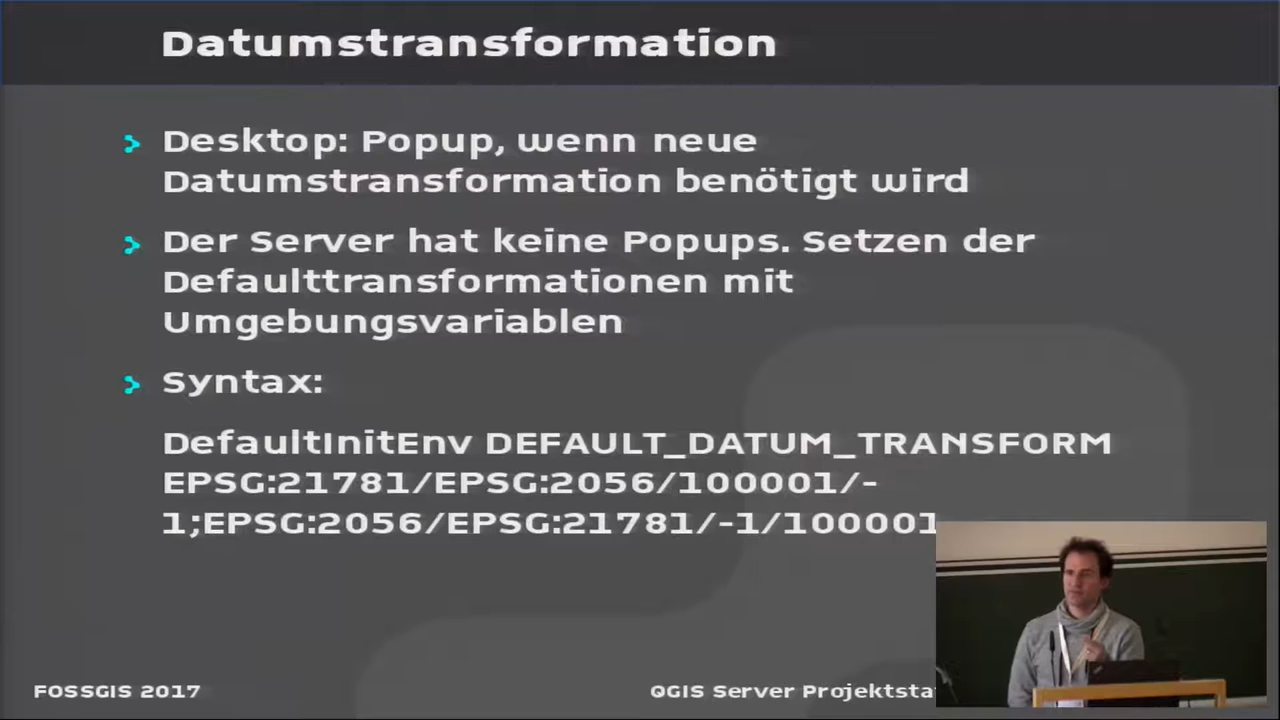 Datumstransformation
Desktop: Popup, wenn neue
Datumstransformation benötigt wird
Der Server hat keine Popups. Setzen der
Defaulttransformationen mit
Umgebungsvariablen
Syntax:
DefaultInitEnv DEFAULT_DATUM_TRANSFORM
EPSG:21781/EPSG:2056/100001/-
1;EPSG:2056/EPSG:21781/-1/100001
FOSSGIS 2017
QGIS Server